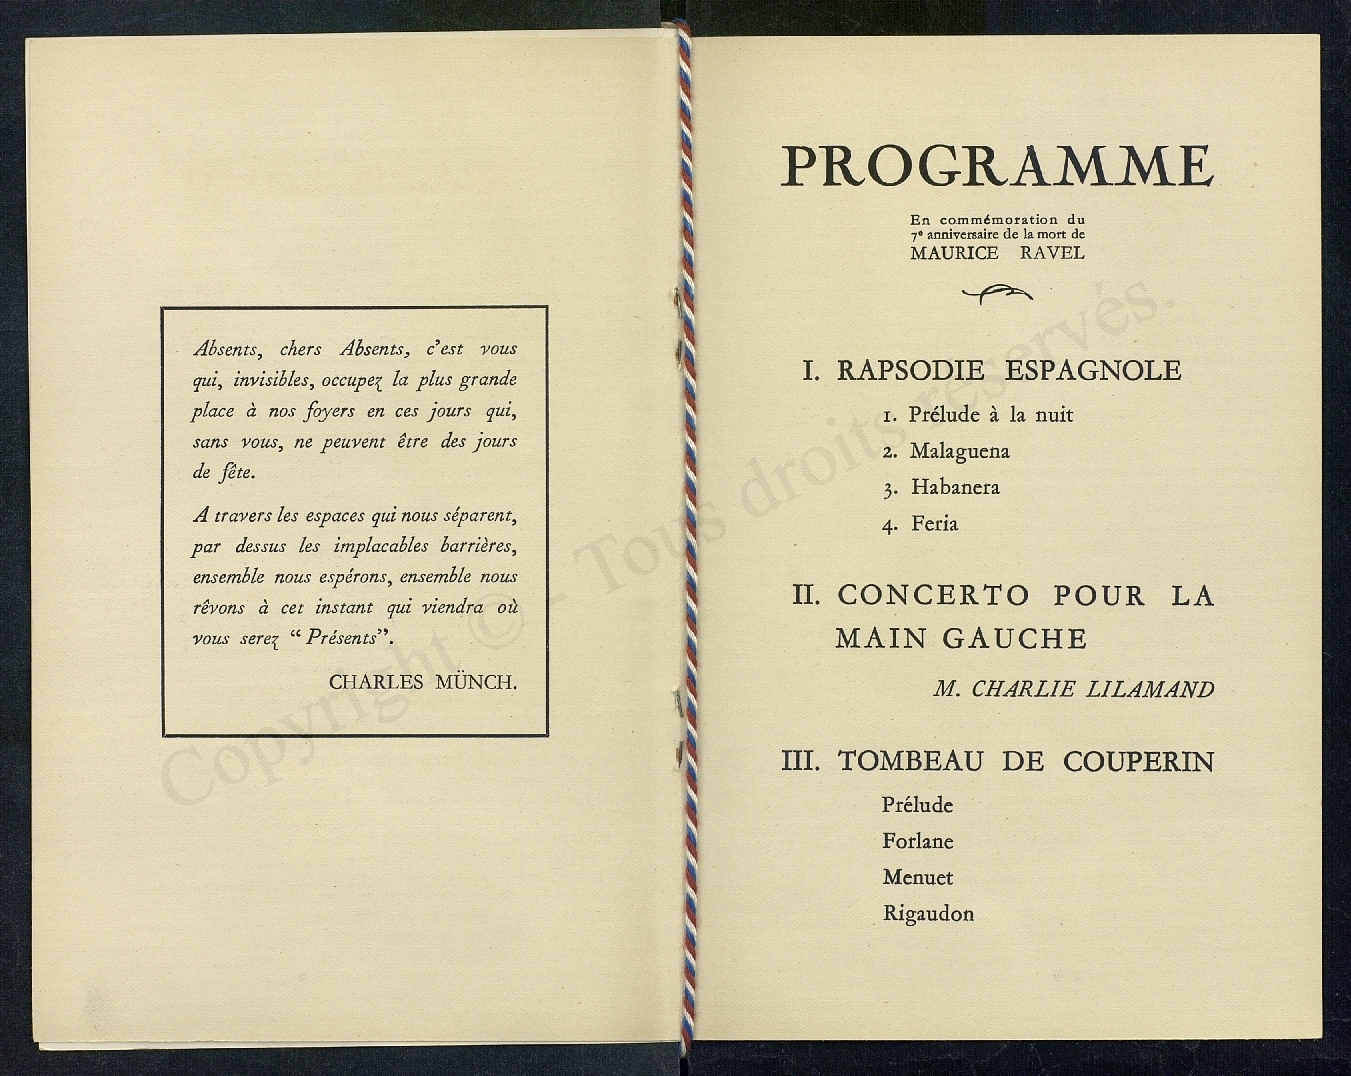 Absents, chers Absents, c'est vous
qui, invisibles, occupez la plus grande
place à nos foyers en ces jours qui,
sans vous, ne peuvent être des jours
de fête.
A travers les espaces qui nous séparent,
par dessus les implacables barrières,
ensemble nous espérons, ensemble nous
rêvons à cet instant qui viendra où
vous serez “ Présents”.
CHARLES MÜNCH.
PROGRAMME
En commémoration du
7e anniversaire de la mort de
MAURICE RAVEL
I. RAPSODIE ESPAGNOLE
1. Prélude à la nuit
2. Malaguena
3. Habanera
4. Feria
II. CONCERTO POUR LA
MAIN GAUCHE
M. CHARLIE LILAMAND
III. TOMBEAU DE COUPERIN
Prélude
Forlane
Menuet
Rigaudon
Copyright © - Tous droits réservés.